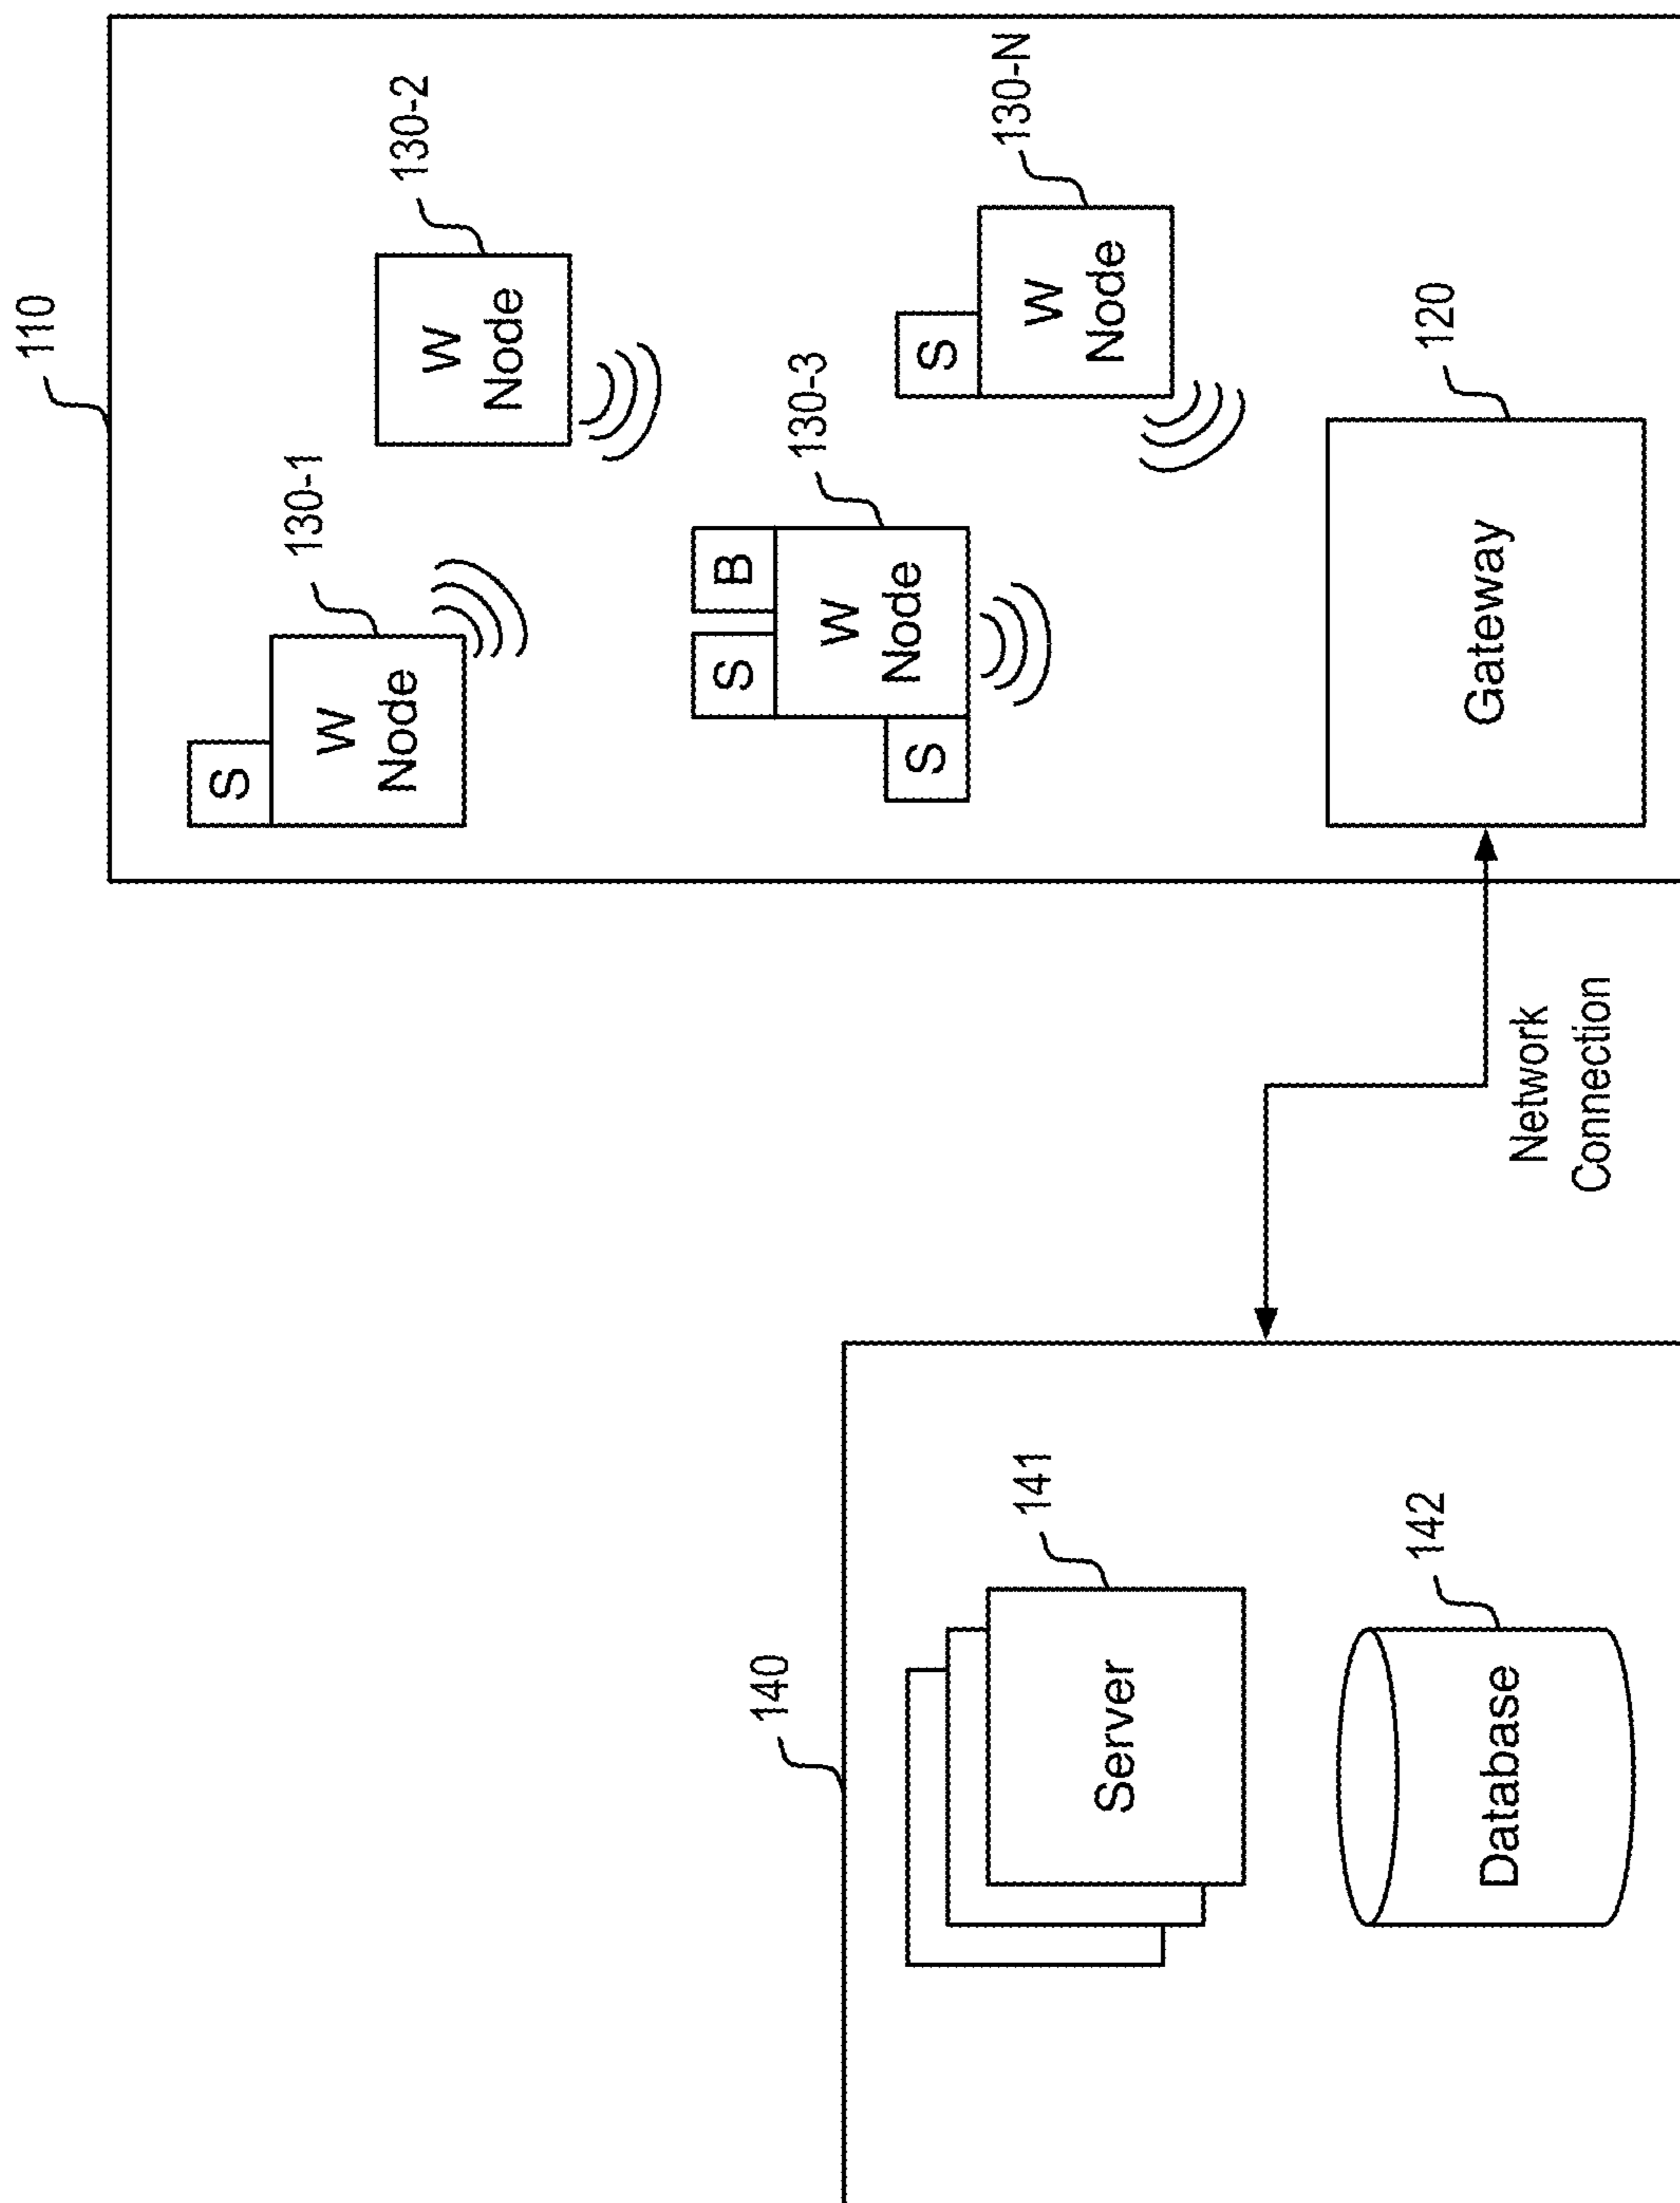 110
S
130-1
W
Node
130-2
W
Node
S
B
130-3
W
Node
S
S
130-N
W
Node
140
141
Server
142
Database
120
Gateway
Network
Connection